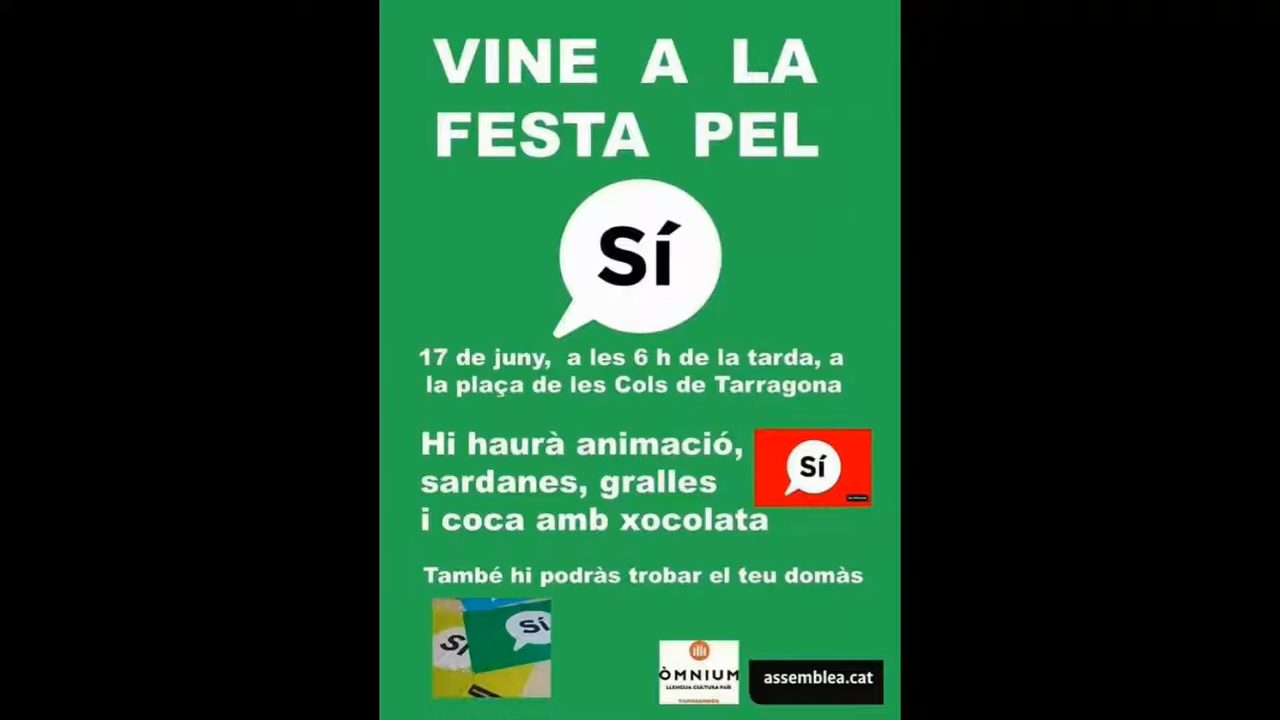 VINE A LA
FESTA PEL
Sí
17 de juny, a les 6 h de la tarda, a
la plaça de les Cols de Tarragona
Hi haurà animació,
sardanes, gralles
i coca amb xocolata
Sí
També hi podràs trobar el teu domàs
Sí
Sí
ÒMNIUM
LLENGUA CULTURA PAÍS
TARRAGONÈS
assemblea.cat